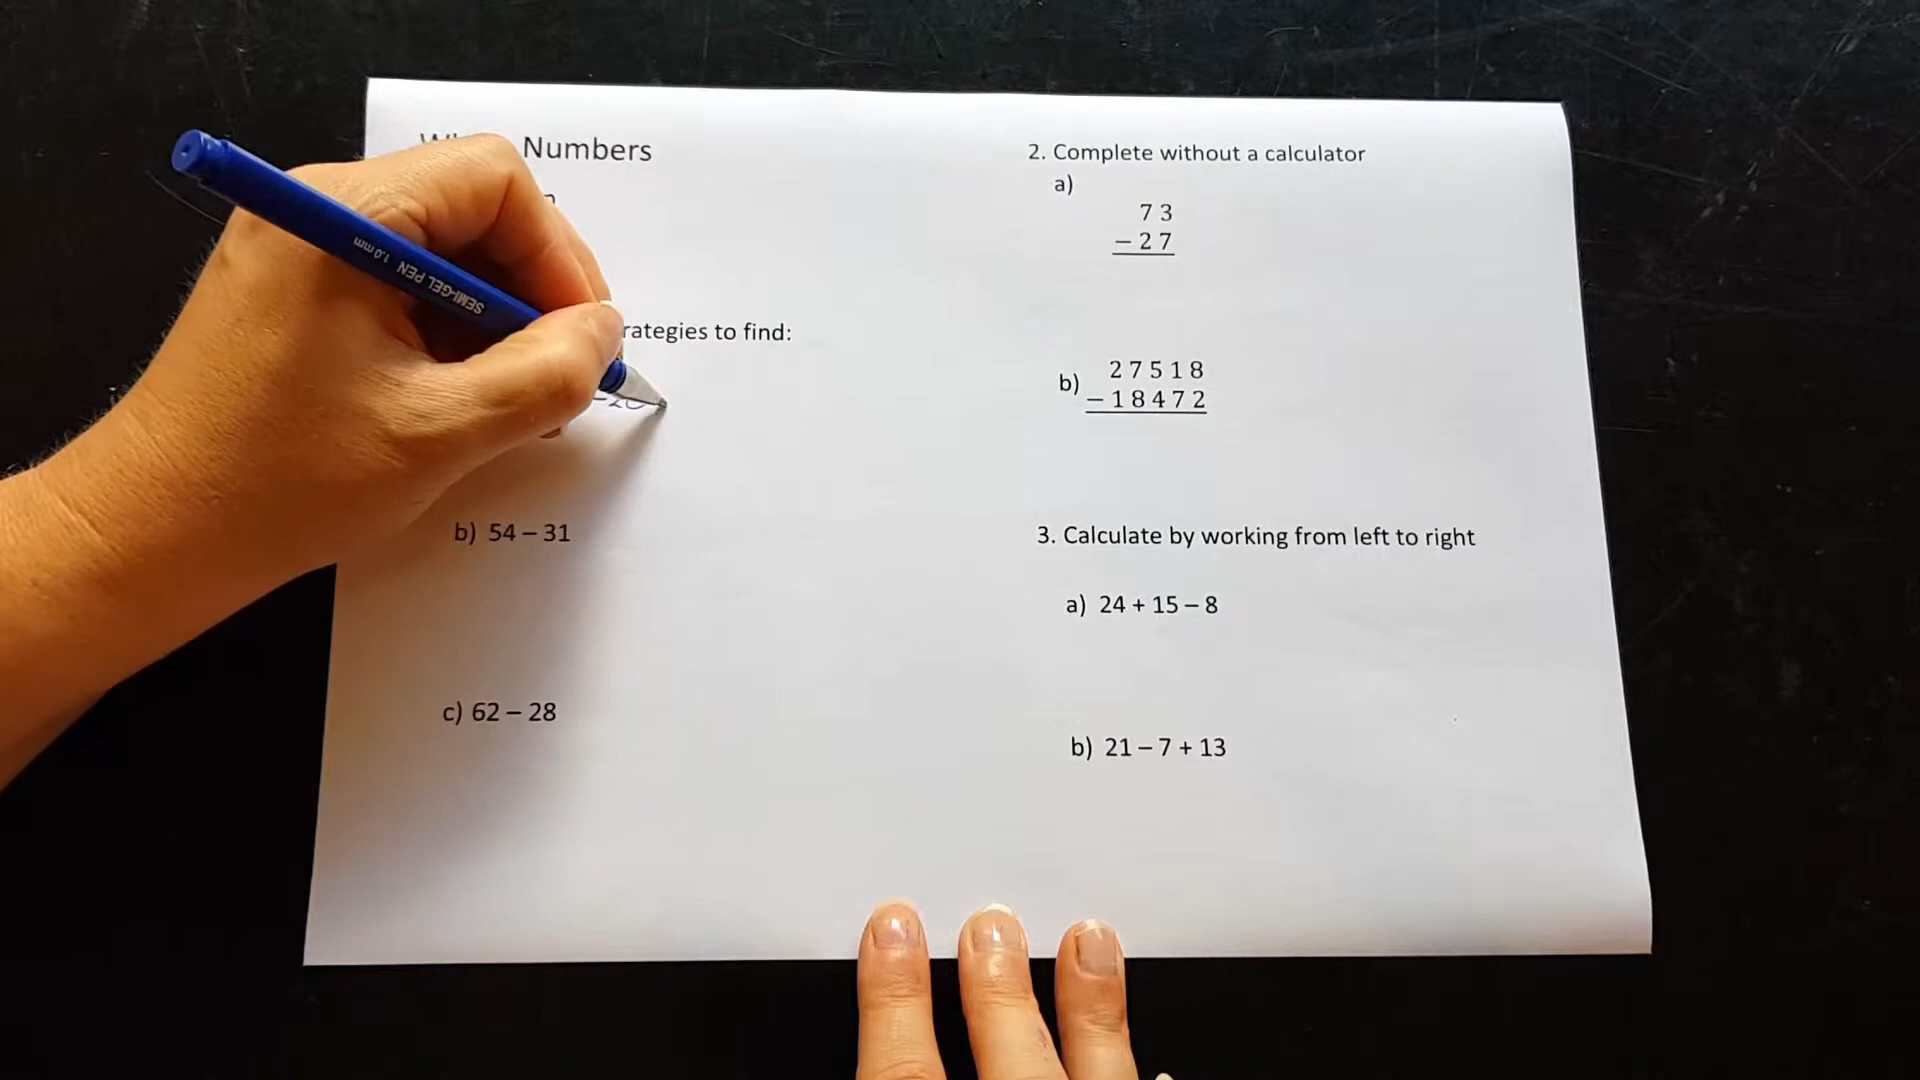 Numbers
rategies to find:
b) 54 – 31
c) 62 – 28
2. Complete without a calculator
a)
7 3
– 2 7
b)
2 7 5 1 8
– 1 8 4 7 2
3. Calculate by working from left to right
a) 24 + 15 – 8
b) 21 – 7 + 13
SEMI-GEL PEN 1.0 mm